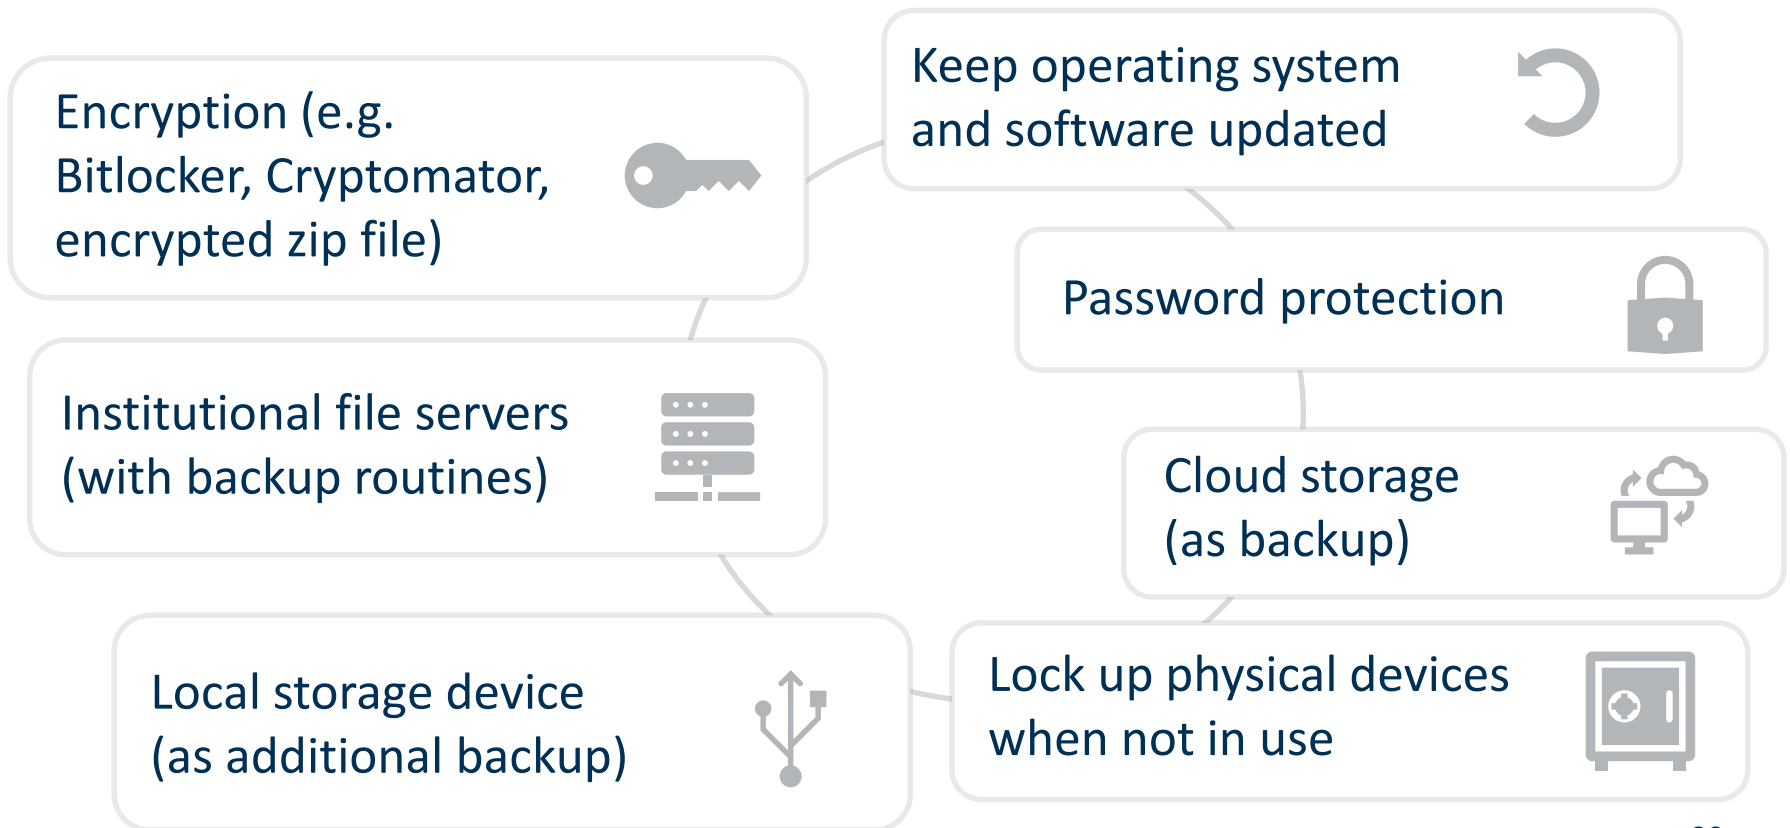 Keep operating system
and software updated
Encryption (e.g.
Bitlocker, Cryptomator,
encrypted zip file)
Password protection
Institutional file servers
(with backup routines)
Cloud storage
(as backup)
Local storage device
(as additional backup)
Lock up physical devices
when not in use